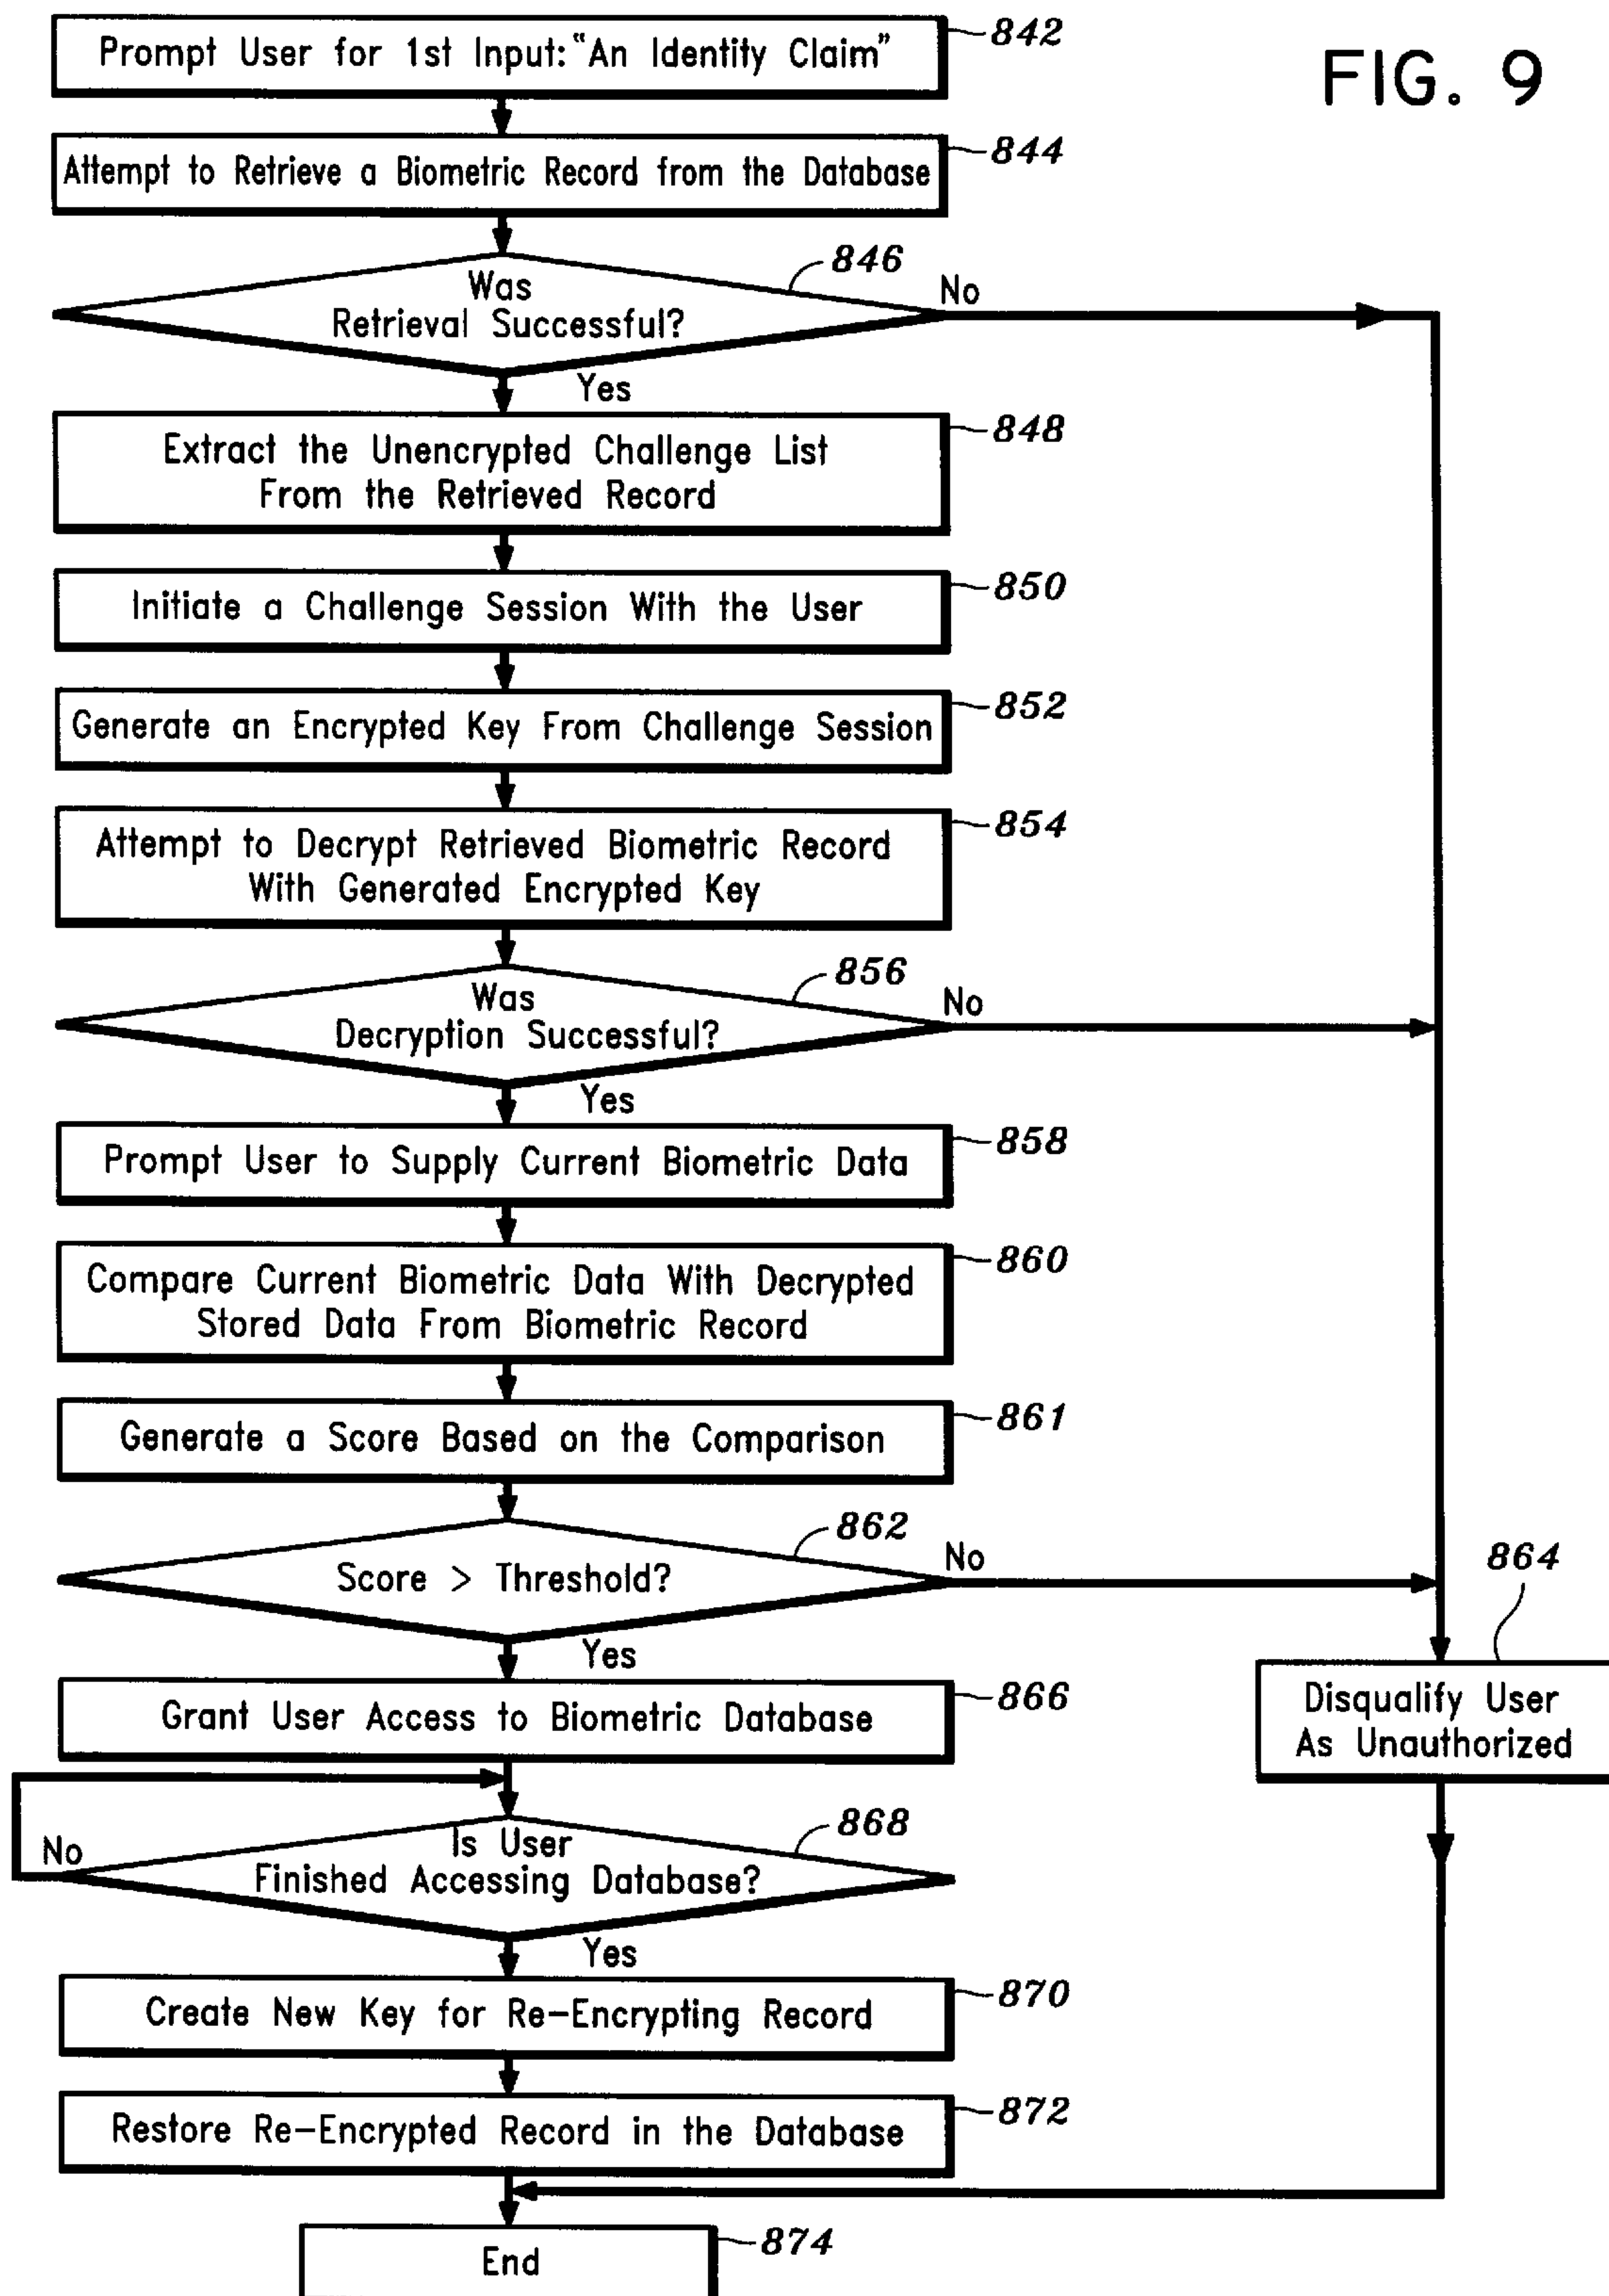 FIG. 9
842
Prompt User for 1st Input: "An Identity Claim"
844
Attempt to Retrieve a Biometric Record from the Database
846
Was
Retrieval Successful?
No
Yes
848
Extract the Unencrypted Challenge List
From the Retrieved Record
850
Initiate a Challenge Session With the User
852
Generate an Encrypted Key From Challenge Session
854
Attempt to Decrypt Retrieved Biometric Record
With Generated Encrypted Key
856
Was
Decryption Successful?
No
Yes
858
Prompt User to Supply Current Biometric Data
860
Compare Current Biometric Data With Decrypted
Stored Data From Biometric Record
861
Generate a Score Based on the Comparison
862
Score > Threshold?
No
Yes
864
Disqualify User
As Unauthorized
866
Grant User Access to Biometric Database
868
Is User
Finished Accessing Database?
No
Yes
870
Create New Key for Re-Encrypting Record
872
Restore Re-Encrypted Record in the Database
874
End